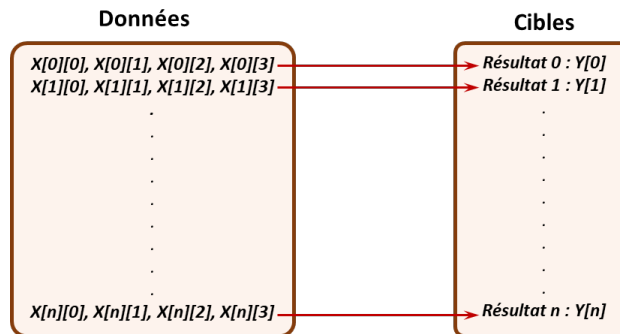 Données
X[0][0], X[0][1], X[0][2], X[0][3]
X[1][0], X[1][1], X[1][2], X[1][3]
.
.
.
.
.
.
.
.
.
X[n][0], X[n][1], X[n][2], X[n][3]
Cibles
Résultat 0 : Y[0]
Résultat 1 : Y[1]
.
.
.
.
.
.
.
.
.
Résultat n : Y[n]